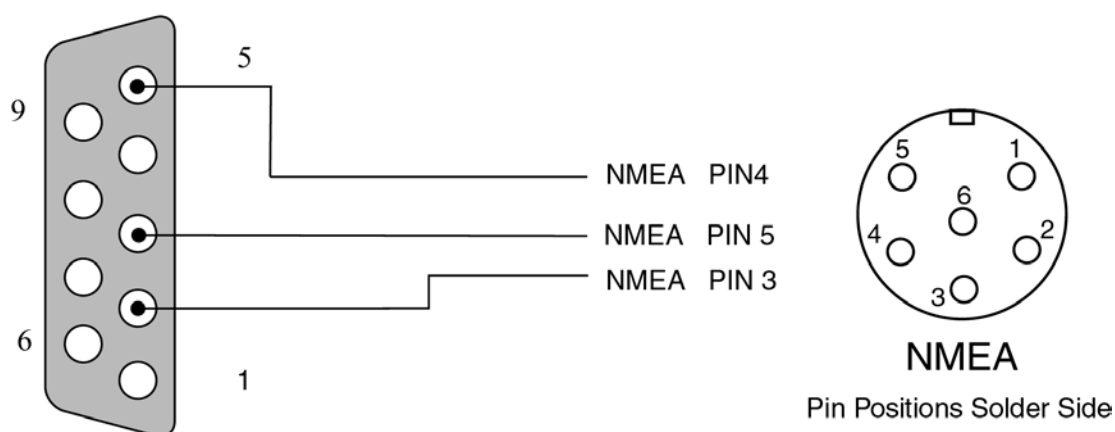 5
9
NMEA PIN4
NMEA PIN 5
NMEA PIN 3
6
1
5
1
6
4
2
3
NMEA
Pin Positions Solder Side